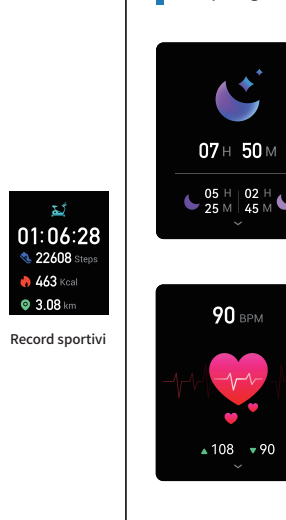 01:06:28
22608 Steps
463 Kcal
3.08 km
Record sportivi
07 H 50 M
05 H 02 H
25 M 45 M
90 BPM
108 90